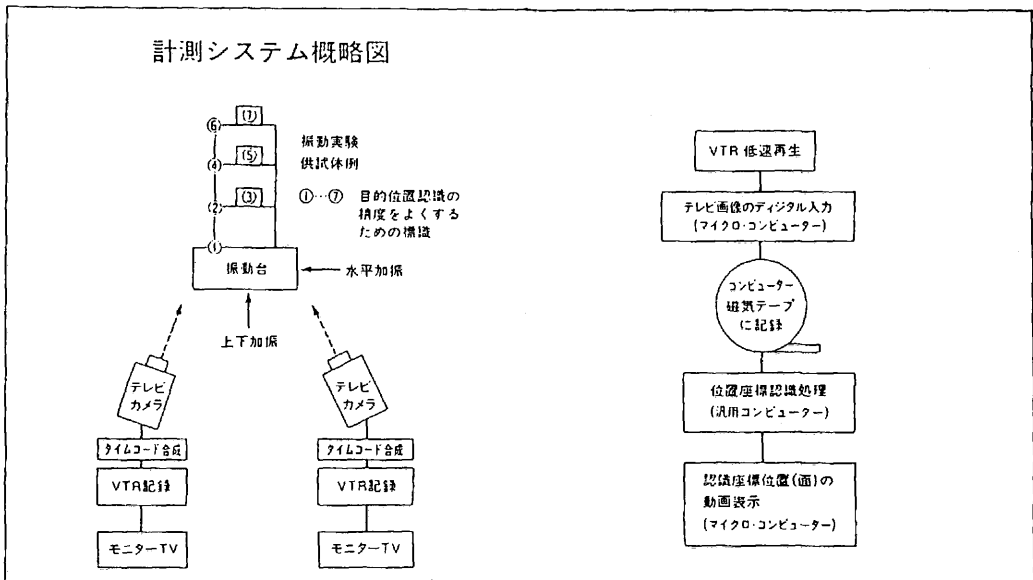 計測システム概略図
⑦
⑥
振動実験
⑤
④
供試体例
③
①…⑦ 目的位置認識の
②
精度をよくする
ための標識
①
振動台
水平加振
上下加振
テレビ
カメラ
タイムコード合成
VTR記録
モニターTV
テレビ
カメラ
タイムコード合成
VTR記録
モニターTV
VTR 低速再生
テレビ画像のディジタル入力
(マイクロ・コンピューター)
コンピューター
磁気テープ
に記録
位置座標認識処理
(汎用コンピューター)
認識座標位置(面)の
動画表示
(マイクロ・コンピューター)